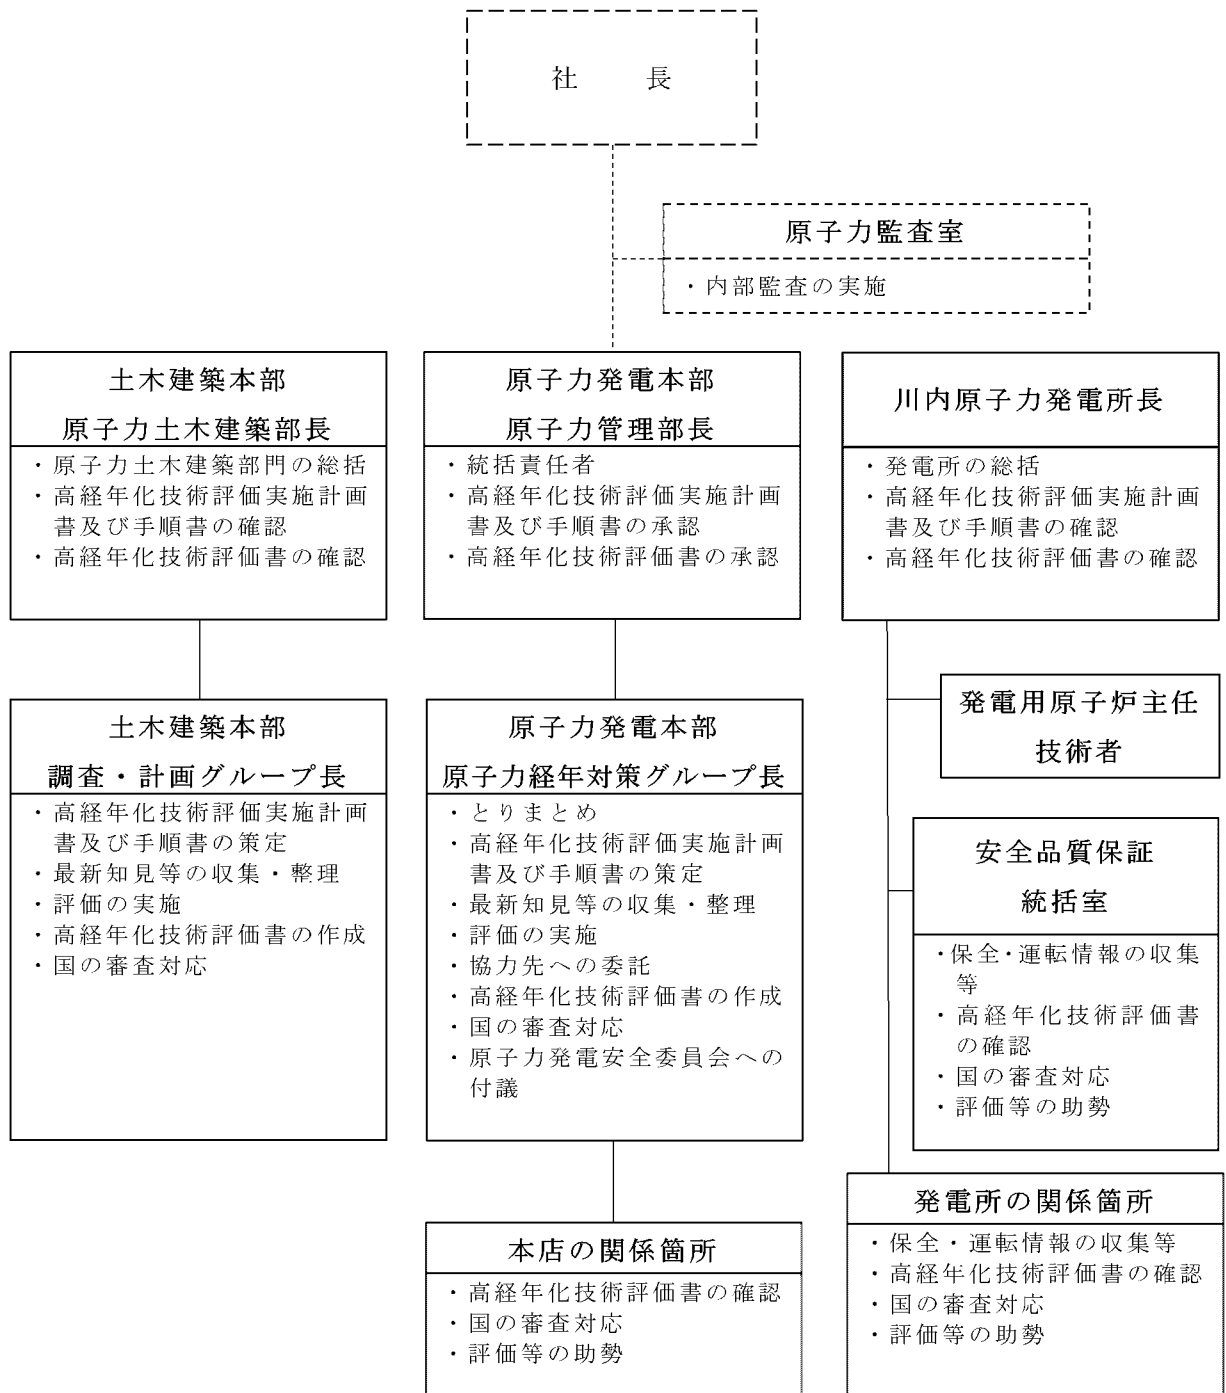 社　長
原子力監査室
・内部監査の実施
土木建築本部
原子力土木建築部長
・原子力土木建築部門の総括
・高経年化技術評価実施計画
書及び手順書の確認
・高経年化技術評価書の確認
原子力発電本部
原子力管理部長
・統括責任者
・高経年化技術評価実施計画
書及び手順書の承認
・高経年化技術評価書の承認
川内原子力発電所長
・発電所の総括
・高経年化技術評価実施計画
書及び手順書の確認
・高経年化技術評価書の確認
土木建築本部
調査・計画グループ長
・高経年化技術評価実施計画
書及び手順書の策定
・最新知見等の収集・整理
・評価の実施
・高経年化技術評価書の作成
・国の審査対応
原子力発電本部
原子力経年対策グループ長
・とりまとめ
・高経年化技術評価実施計画
書及び手順書の策定
・最新知見等の収集・整理
・評価の実施
・協力先への委託
・高経年化技術評価書の作成
・国の審査対応
・原子力発電安全委員会への
付議
発電用原子炉主任
技術者
安全品質保証
統括室
・保全・運転情報の収集
等
・高経年化技術評価書
の確認
・国の審査対応
・評価等の助勢
本店の関係箇所
・高経年化技術評価書の確認
・国の審査対応
・評価等の助勢
発電所の関係箇所
・保全・運転情報の収集等
・高経年化技術評価書の確認
・国の審査対応
・評価等の助勢